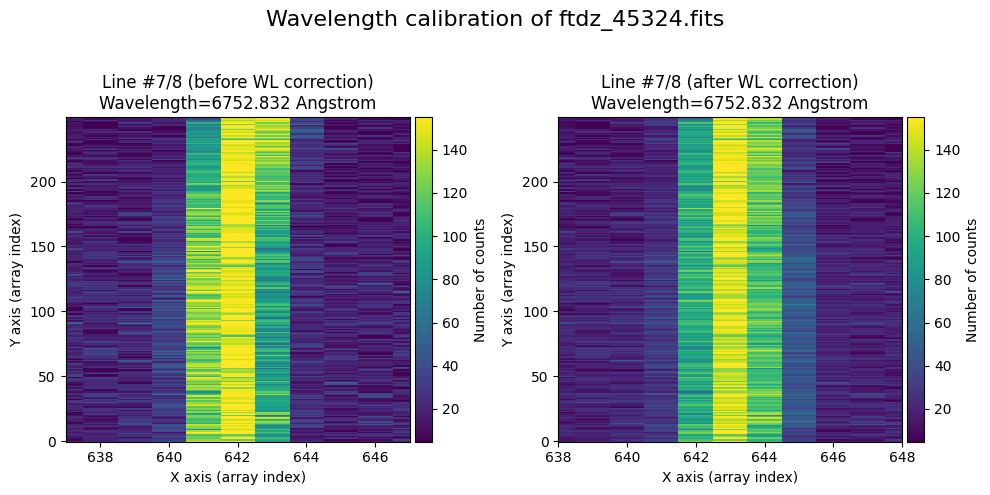 Wavelength calibration of ftdz_45324.fits
Line #7/8 (before WL correction)
Wavelength=6752.832 Angstrom
Y axis (array index)
200
150
100
50
0
638 640 642 644 646
X axis (array index)
140
120
100
80
60
40
20
Number of counts
Line #7/8 (after WL correction)
Wavelength=6752.832 Angstrom
Y axis (array index)
200
150
100
50
0
638 640 642 644 646 648
X axis (array index)
140
120
100
80
60
40
20
Number of counts